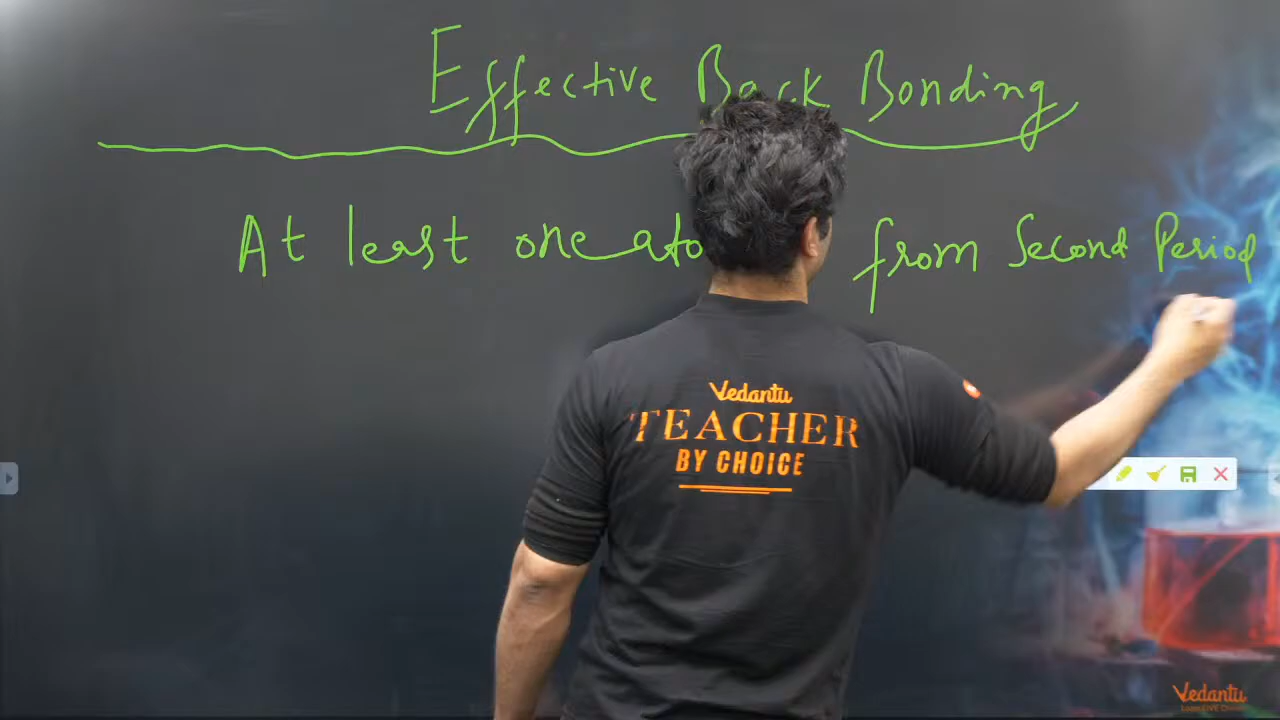 Effective Back Bonding
At least one ato from Second Period
Vedantu
TEACHER
BY CHOICE
Vedantu